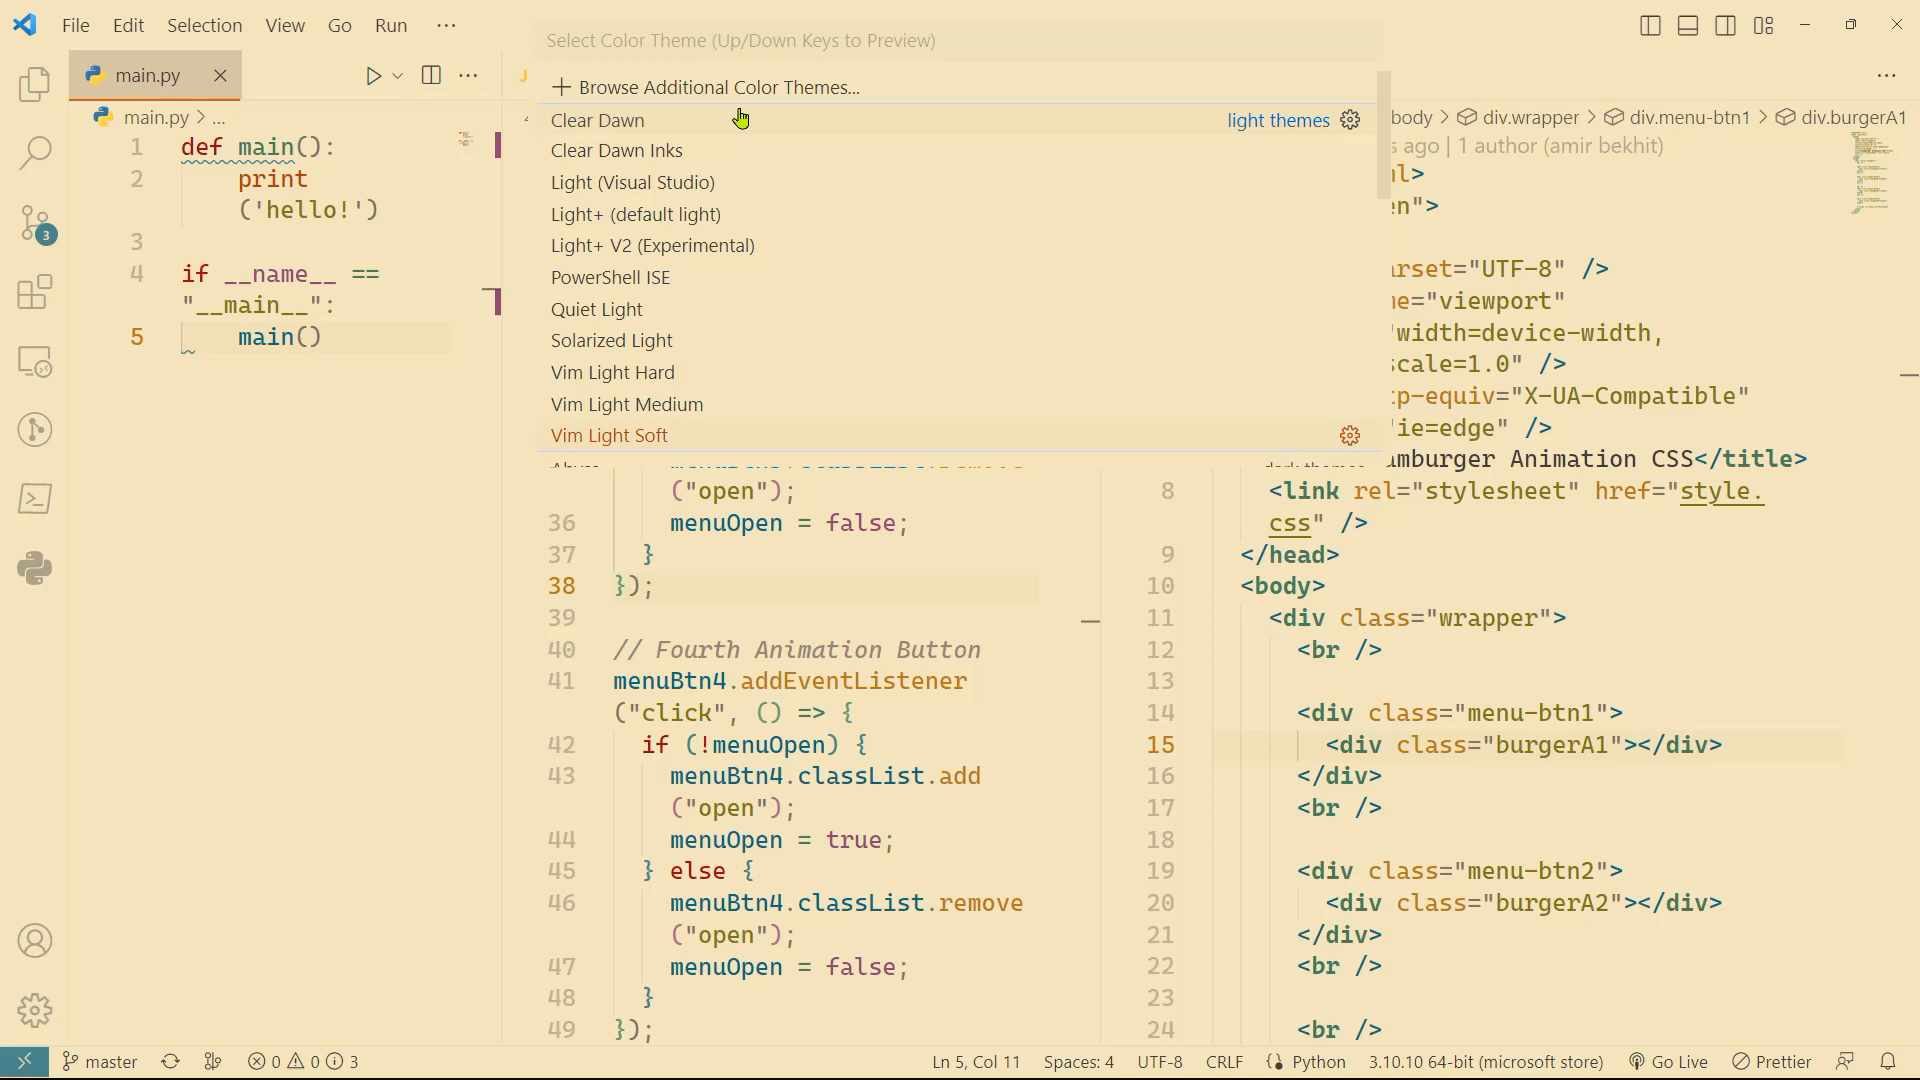 File Edit Selection View Go Run ···
Select Color Theme (Up/Down Keys to Preview)
main.py
main.py > ...
1 def main():
2 print
('hello!')
3
4 if __name__ ==
"__main__":
5 main()
Browse Additional Color Themes...
Clear Dawn light themes
Clear Dawn Inks
Light (Visual Studio)
Light+ (default light)
Light+ V2 (Experimental)
PowerShell ISE
Quiet Light
Solarized Light
Vim Light Hard
Vim Light Medium
Vim Light Soft
("open");
36 menuOpen = false;
37 }
38 });
39
40 // Fourth Animation Button
41 menuBtn4.addEventListener
("click", () => {
42 if (!menuOpen) {
43 menuBtn4.classList.add
("open");
44 menuOpen = true;
45 } else {
46 menuBtn4.classList.remove
("open");
47 menuOpen = false;
48 }
49 });
body > div.wrapper > div.menu-btn1 > div.burgerA1
s ago | 1 author (amir bekhit)
l>
en">
arset="UTF-8" />
me="viewport"
width=device-width,
scale=1.0" />
tp-equiv="X-UA-Compatible"
"ie=edge" />
amburger Animation CSS</title>
8 <link rel="stylesheet" href="style.
css" />
9 </head>
10 <body>
11 <div class="wrapper">
12 <br />
13
14 <div class="menu-btn1">
15 <div class="burgerA1"></div>
16 </div>
17 <br />
18
19 <div class="menu-btn2">
20 <div class="burgerA2"></div>
21 </div>
22 <br />
23
24 <br />
3
master 0 0 3 Ln 5, Col 11 Spaces: 4 UTF-8 CRLF Python 3.10.10 64-bit (microsoft store) Go Live Prettier